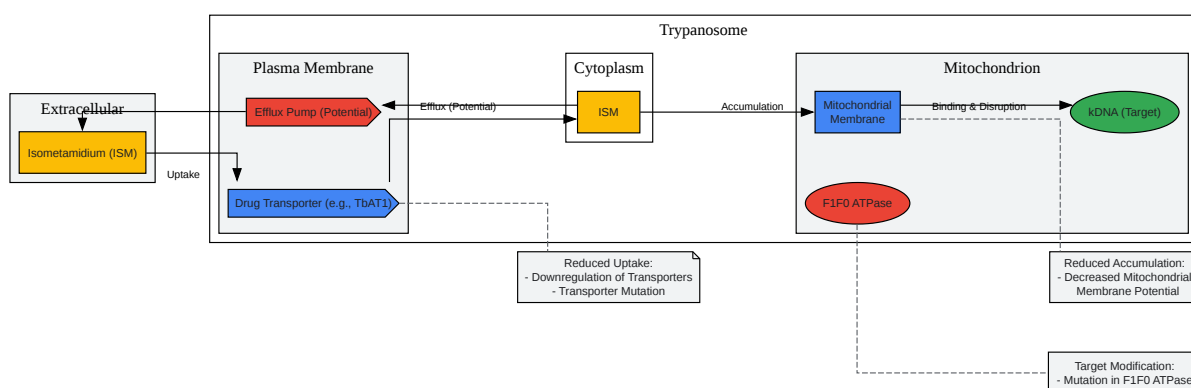 Trypanosome
Plasma Membrane
Cytoplasm
Mitochondrion
Extracellular
Efflux Pump (Potential)
Efflux (Potential)
ISM
Accumulation
Mitochondrial
Membrane
Binding & Disruption
kDNA (Target)
Isometamidium (ISM)
Uptake
Drug Transporter (e.g., TbAT1)
F1F0 ATPase
Reduced Uptake:
- Downregulation of Transporters
- Transporter Mutation
Reduced Accumulation:
- Decreased Mitochondrial
Membrane Potential
Target Modification:
- Mutation in F1F0 ATPase